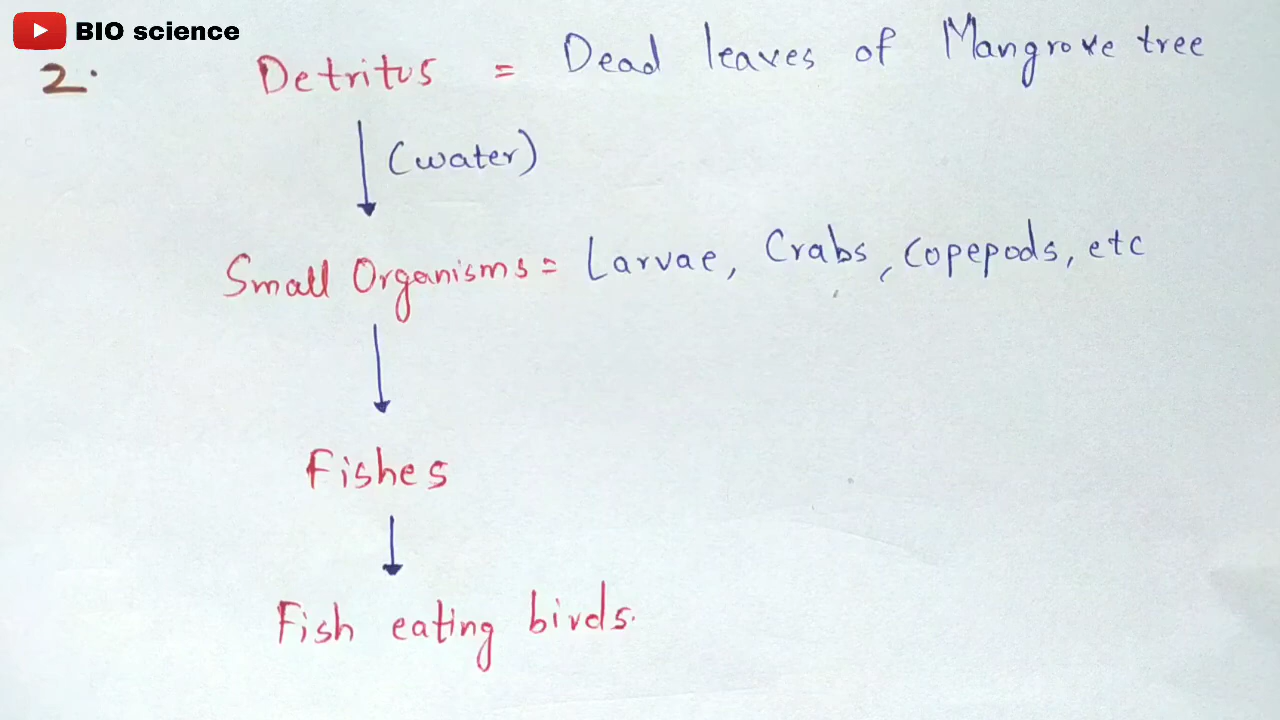 BIO science
2. Detritus = Dead leaves of Mangrove tree
(water)
Small Organisms = Larvae, Crabs, copepods, etc
Fishes
Fish eating birds.